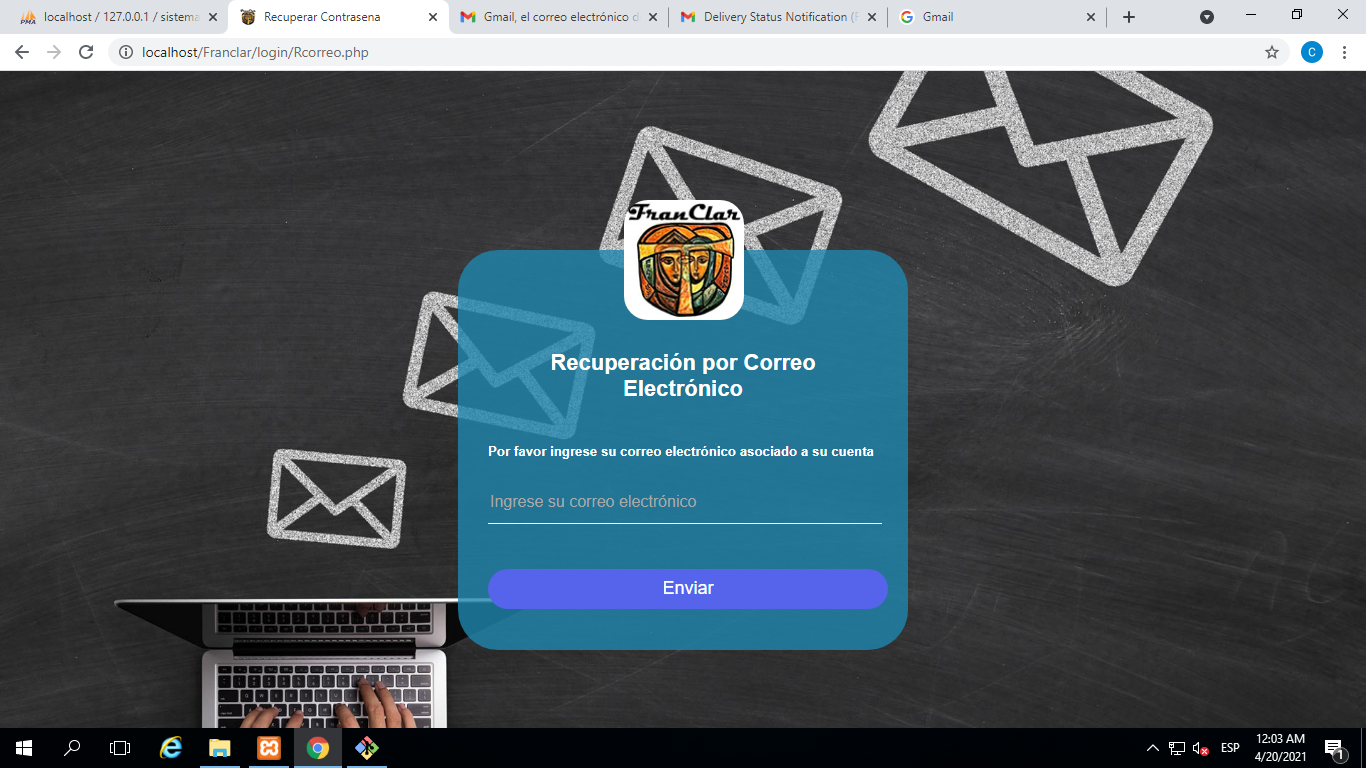 localhost / 127.0.0.1 / sistema
Recuperar Contrasena
Gmail, el correo electrónico d
Delivery Status Notification (F
Gmail
localhost/Franclar/login/Rcorreo.php
C
FranClar
Recuperación por Correo
Electrónico
Por favor ingrese su correo electrónico asociado a su cuenta
Ingrese su correo electrónico
Enviar
ESP
12:03 AM
4/20/2021
1